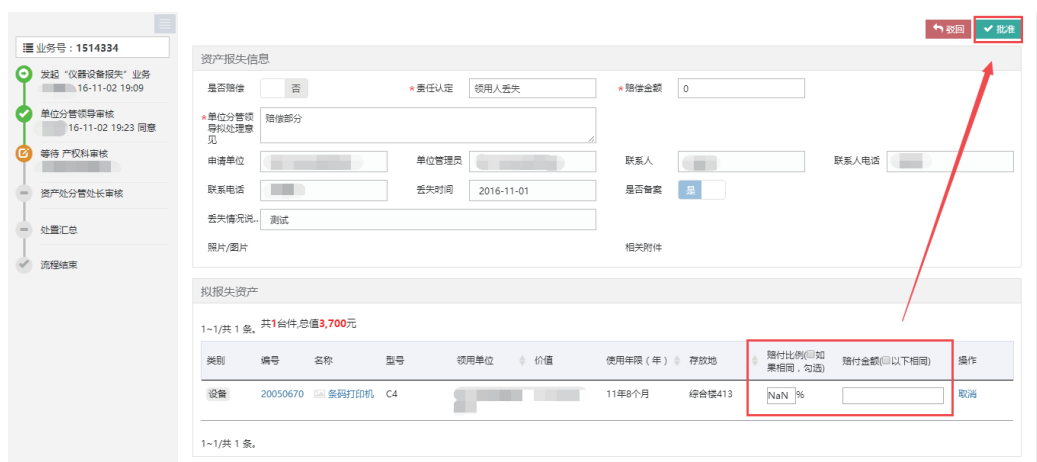 业务号：1514334
发起“仪器设备报失”业务
16-11-02 19:09
单位分管领导审核
16-11-02 19:23 同意
等待 产权科审核
资产处分管处长审核
处置汇总
流程结束
驳回 批准
资产报失信息
是否赔偿 否 *责任认定 领用人丢失 *赔偿金额 0
*单位分管领
导拟处理意
见
赔偿部分
申请单位 单位管理员 联系人 联系人电话
联系电话 丢失时间 2016-11-01 是否备案 是
丢失情况说.. 测试
照片/图片 相关附件
拟报失资产
1~1/共 1 条。 共1台件,总值3,700元
类别 编号 名称 型号 领用单位 价值 使用年限（年） 存放地 赔付比例(如
果相同，勾选) 赔付金额(以下相同) 操作
设备 20050670 条码打印机 C4 11年8个月 综合楼413 NaN % 取消
1~1/共 1 条。